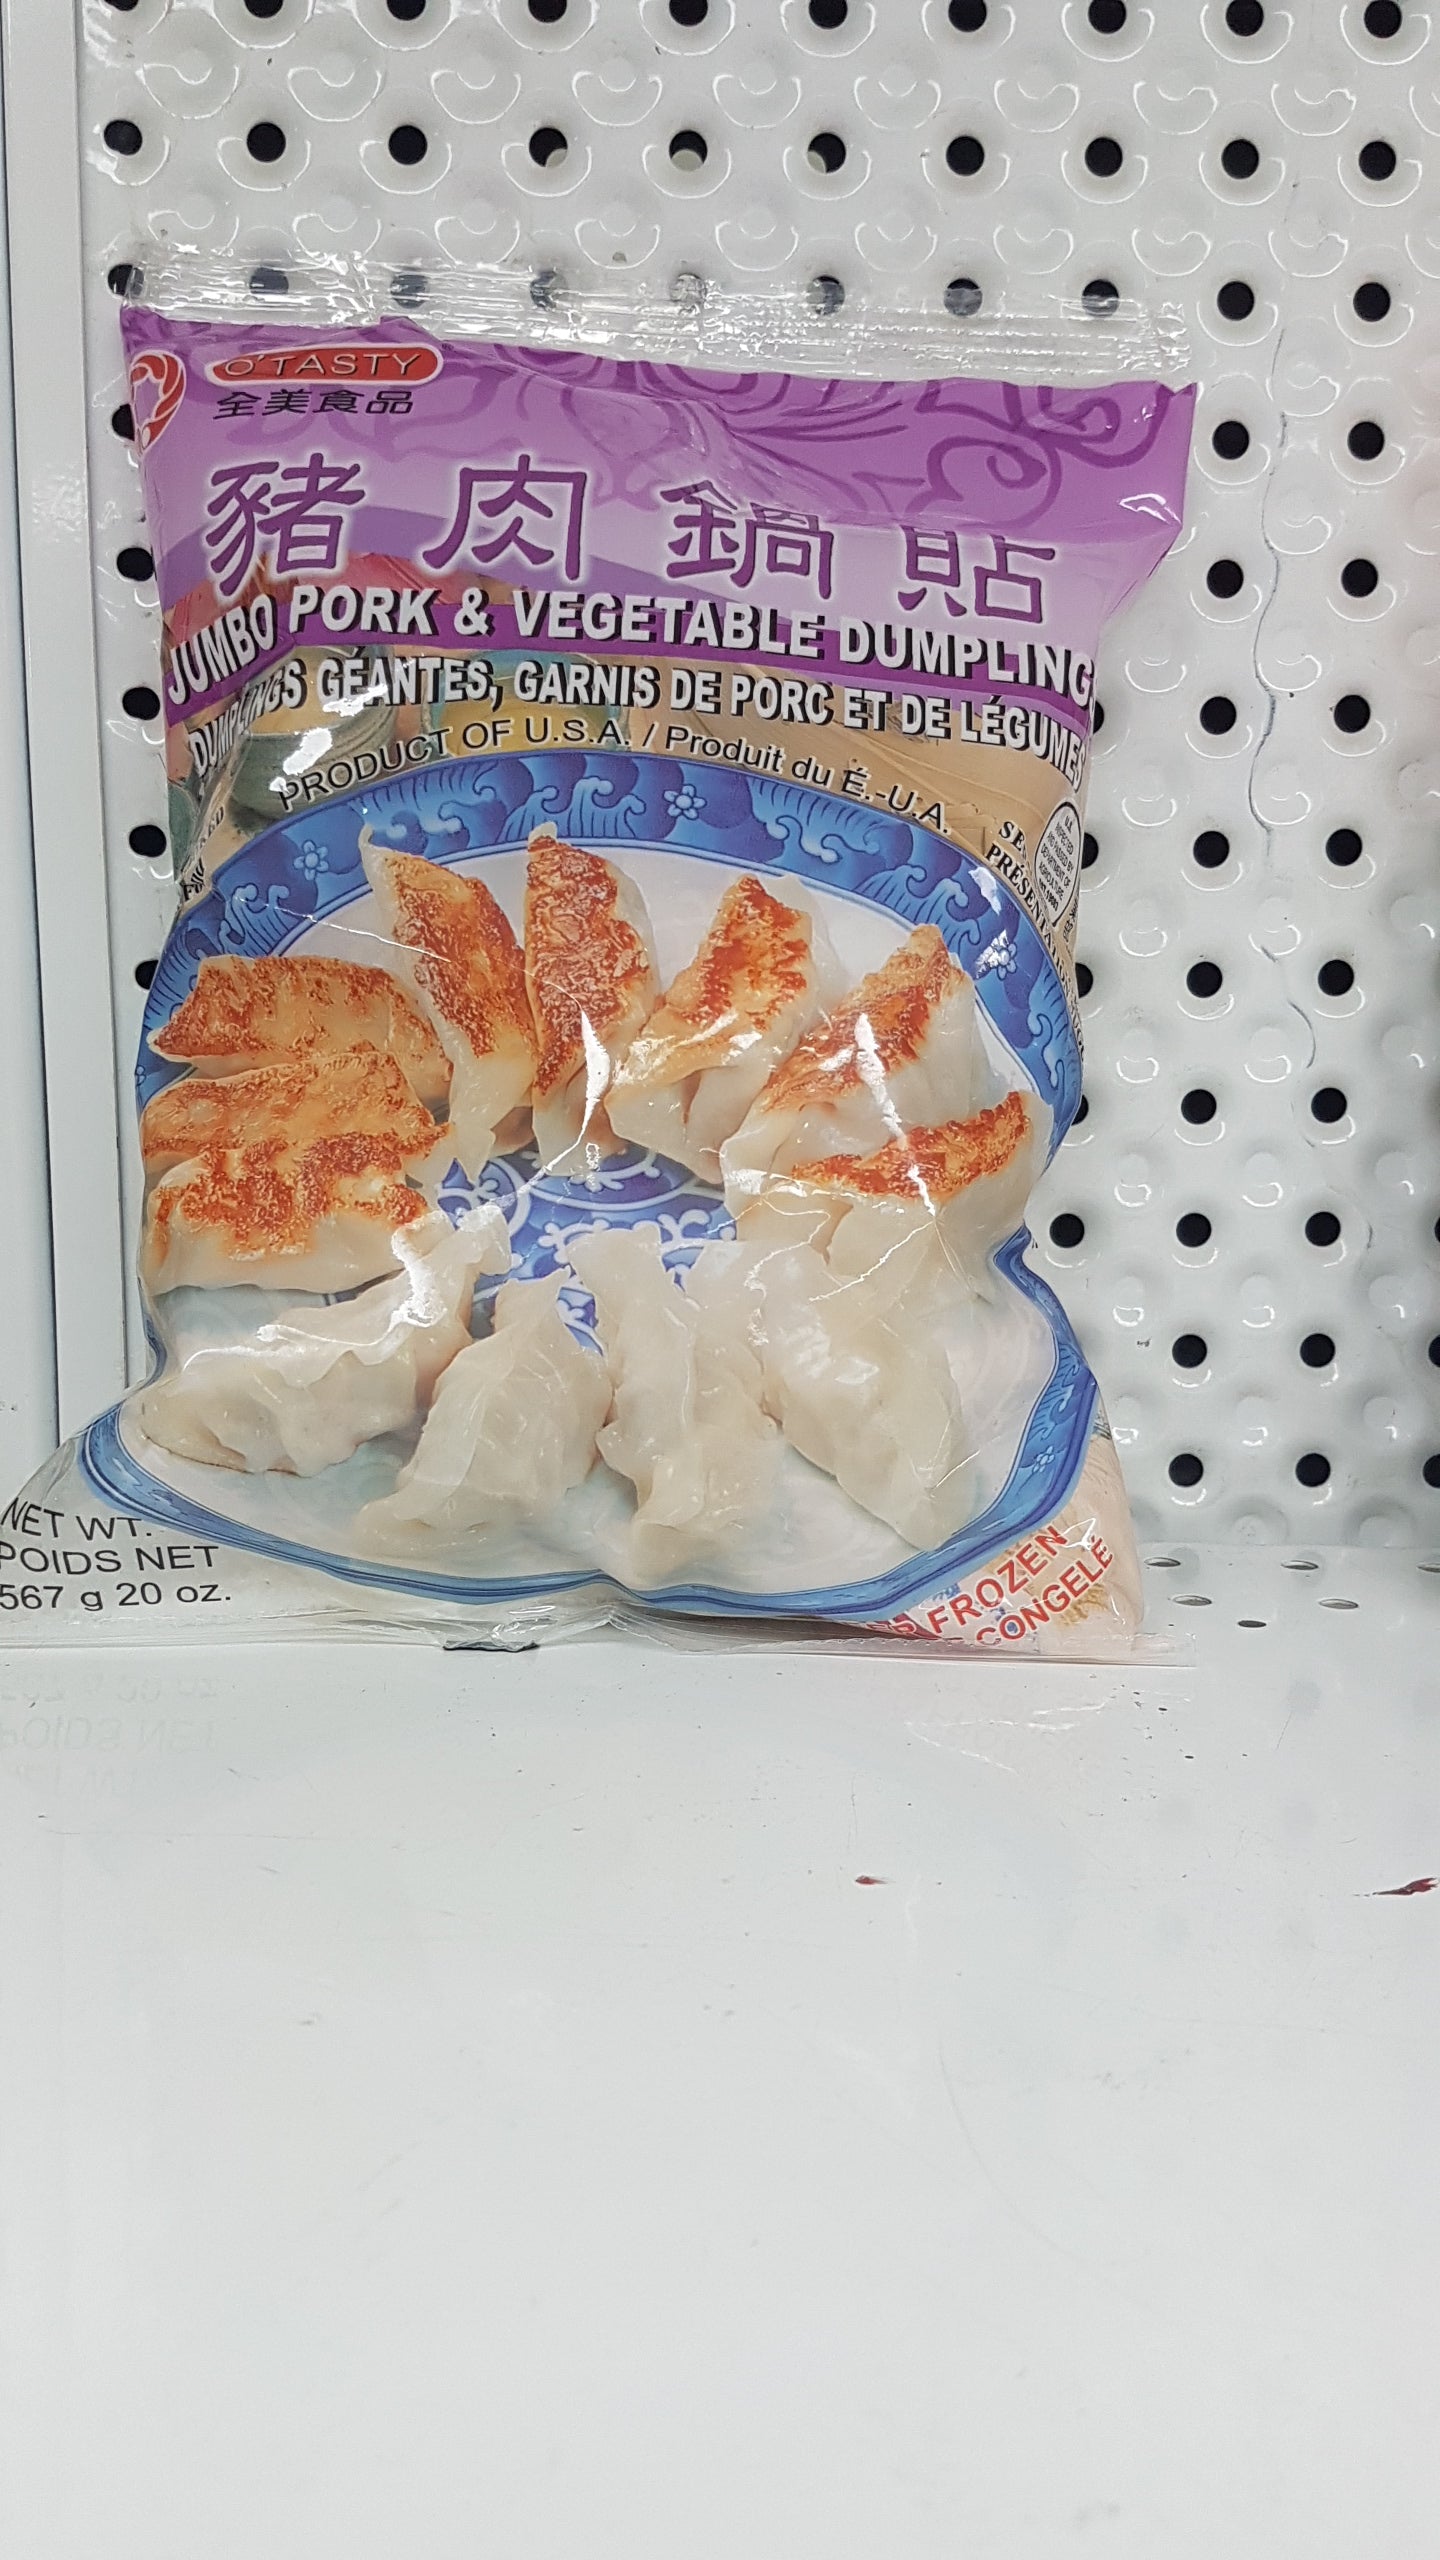 O'TASTY
全美食品
豬肉鍋貼
JUMBO PORK & VEGETABLE DUMPLINGS
DUMPLINGS GÉANTES, GARNIS DE PORC ET DE LÉGUMES
PRODUCT OF U.S.A. / Produit du É.-U.A.
NET WT.
POIDS NET
567 g 20 oz.
FROZEN
CONGELÉ